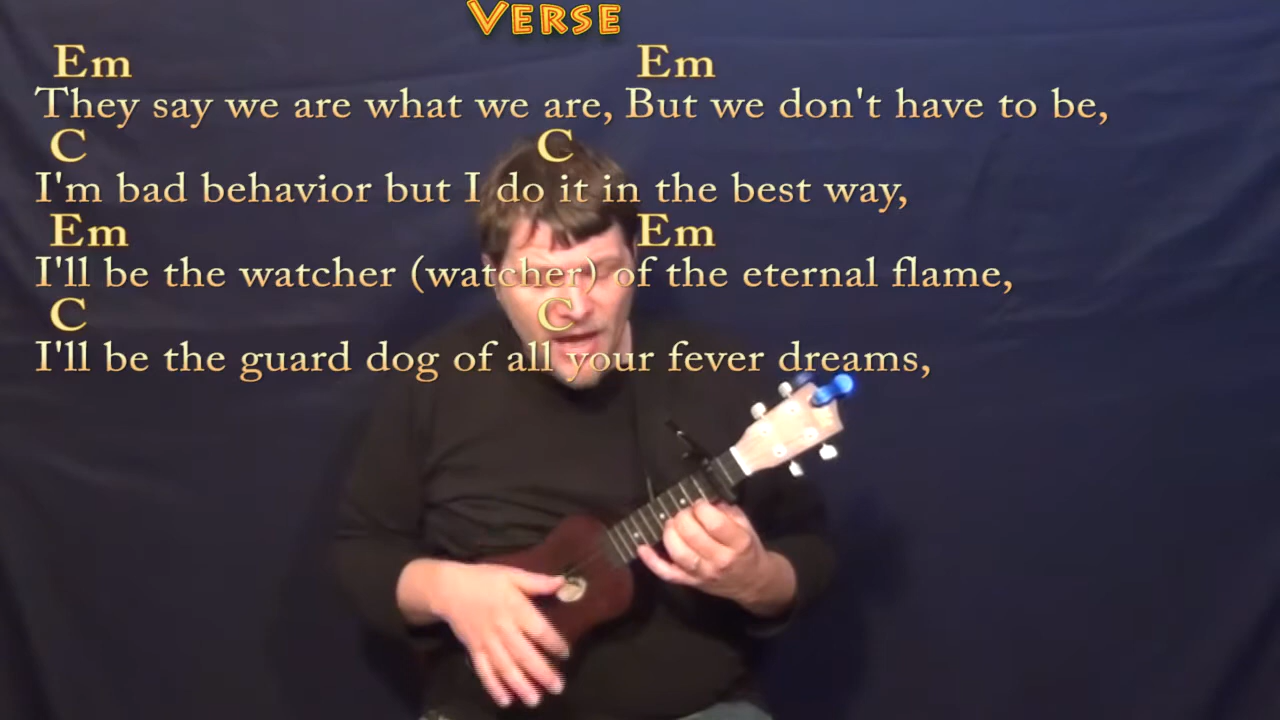 VERSE
Em Em
They say we are what we are, But we don't have to be,
C C
I'm bad behavior but I do it in the best way,
Em Em
I'll be the watcher (watcher) of the eternal flame,
C C
I'll be the guard dog of all your fever dreams,